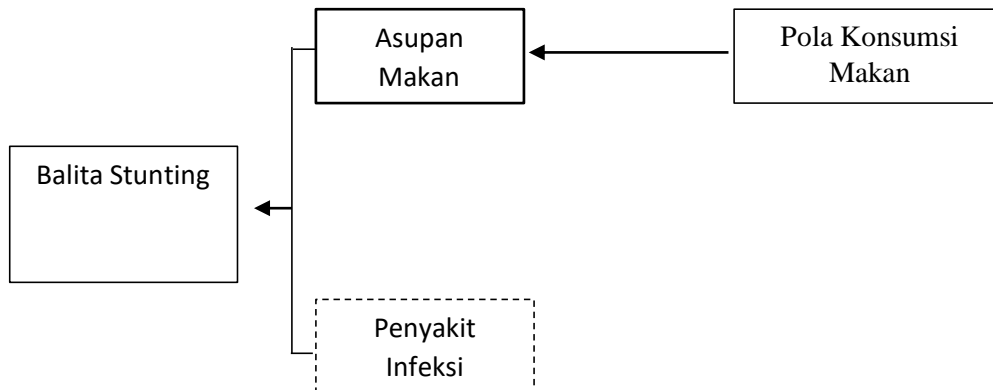 Asupan
Makan
Pola Konsumsi
Makan
Balita Stunting
Penyakit
Infeksi